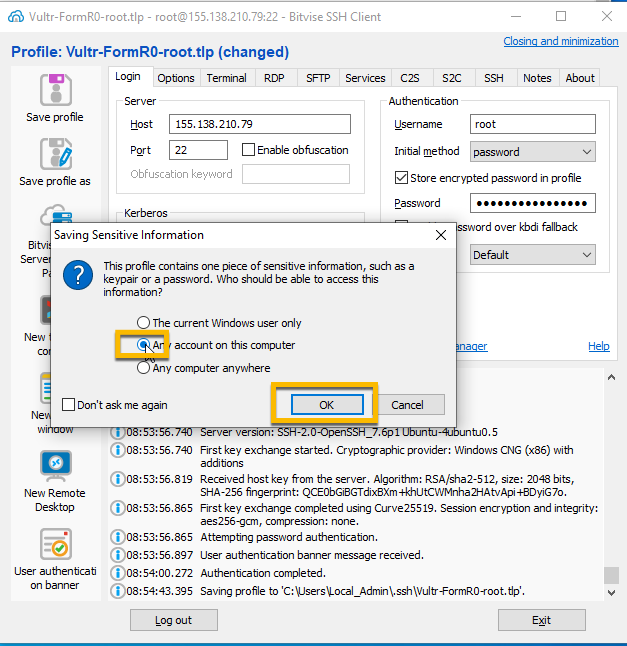 Vultr-FormR0-root.tlp - root@155.138.210.79:22 - Bitvise SSH Client
Profile: Vultr-FormR0-root.tlp (changed)
Closing and minimization
Save profile
Save profile as
Bitvis
Server
Pa
New t
con
New
window
New Remote
Desktop
User authenticati
on banner
Login Options Terminal RDP SFTP Services C2S S2C SSH Notes About
Server
Host 155.138.210.79
Port 22 Enable obfuscation
Obfuscation keyword
Kerberos
Authentication
Username root
Initial method password
Store encrypted password in profile
Password ●●●●●●●●●●●●●●●●
password over kbdi fallback
Default
anager
Help
Saving Sensitive Information
This profile contains one piece of sensitive information, such as a
keypair or a password. Who should be able to access this
information?
The current Windows user only
Any account on this computer
Any computer anywhere
Don't ask me again
OK Cancel
08:53:56.740 Server version: SSH-2.0-OpenSSH_7.6p1 Ubuntu-4ubuntu0.5
08:53:56.740 First key exchange started. Cryptographic provider: Windows CNG (x86) with
additions
08:53:56.819 Received host key from the server. Algorithm: RSA/sha2-512, size: 2048 bits,
SHA-256 fingerprint: QCE0bGiBGTdixBXm+khUtCWMnha2HAtvApi+BDyiG7o.
08:53:56.865 First key exchange completed using Curve25519. Session encryption and integrity:
aes256-gcm, compression: none.
08:53:56.865 Attempting password authentication.
08:53:56.897 User authentication banner message received.
08:54:00.272 Authentication completed.
08:54:43.395 Saving profile to 'C:\Users\Local_Admin\.ssh\Vultr-FormR0-root.tlp'.
Log out
Exit